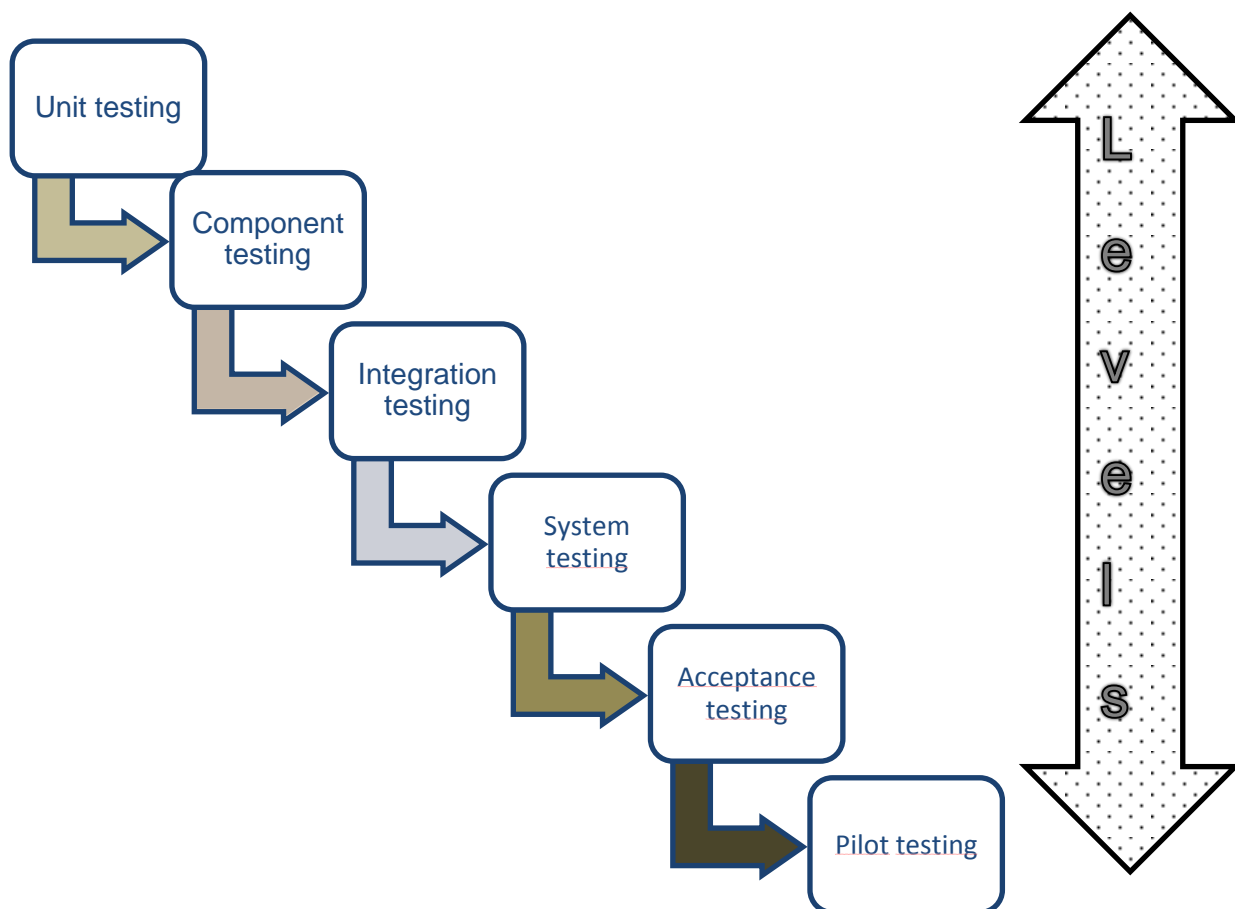 Unit testing
Component
testing
Integration
testing
System
testing
Acceptance
testing
Pilot testing
L
e
v
e
l
s